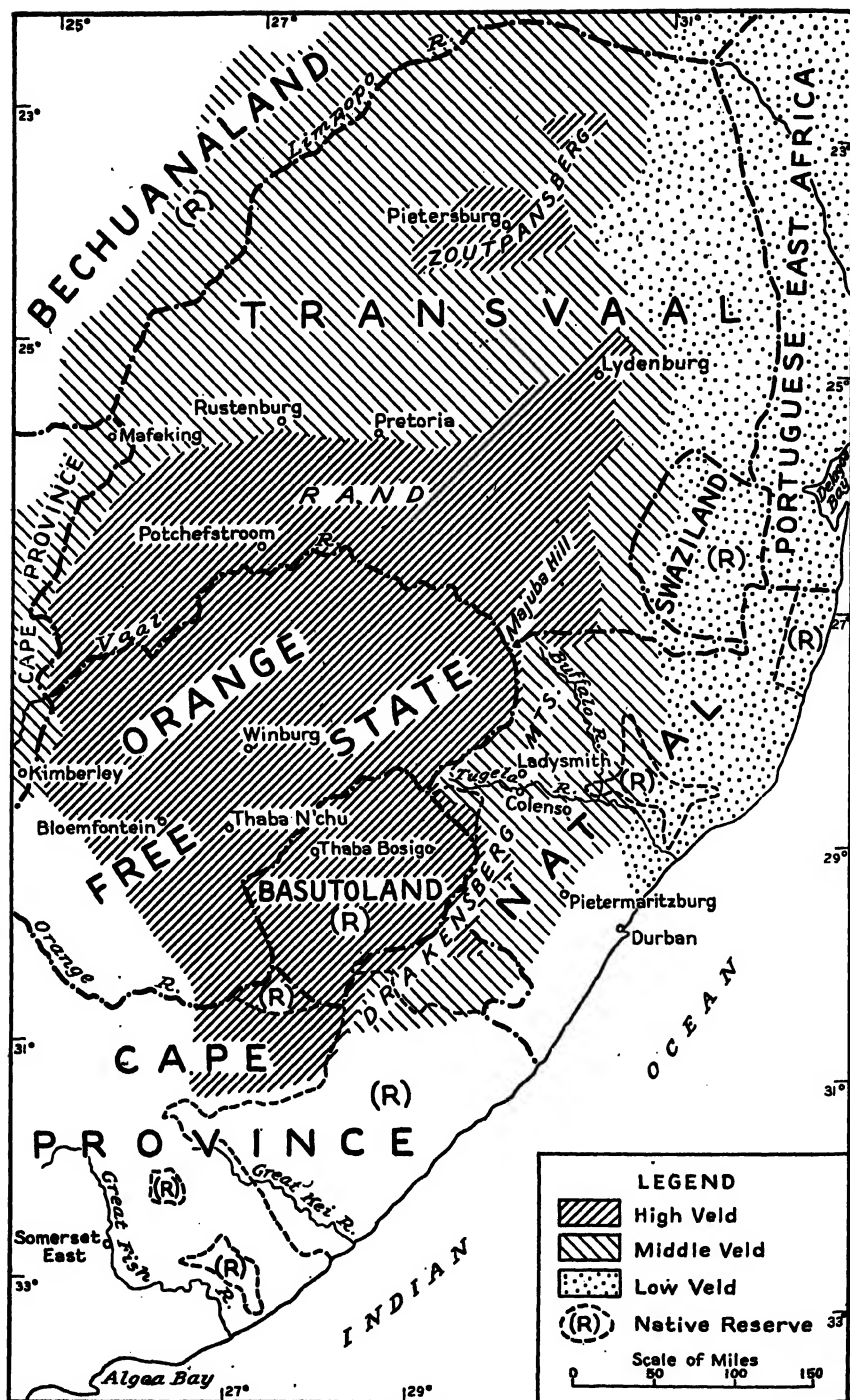 25°
27°
31°
23°
23°
BECHUANALAND
(R)
Limpopo R.
Pietersburg
ZOUTPANSBERG
TRANSVAAL
PORTUGUESE EAST AFRICA
25°
25°
Lydenburg
Rustenburg
Pretoria
Mafeking
RAND
CAPE PROVINCE
Potchefstroom
Vaal R.
Majuba Hill
SWAZILAND
(R)
Delagoa Bay
27°
(R)
ORANGE
FREE STATE
Winburg
Kimberley
Bloemfontein
Thaba N'chu
Thaba Bosigo
BASUTOLAND
(R)
Buffalo R.
Ladysmith
Tugela R.
Colenso
(R)
NATAL
DRAKENSBERG MTS
29°
Pietermaritzburg
Durban
Orange R.
(R)
31°
31°
CAPE
PROVINCE
(R)
(R)
Great Kei R.
Great Fish R.
Somerset
East
(R)
33°
33°
INDIAN OCEAN
Algoa Bay
27°
29°
LEGEND
High Veld
Middle Veld
Low Veld
(R) Native Reserve
Scale of Miles
0 50 100 150